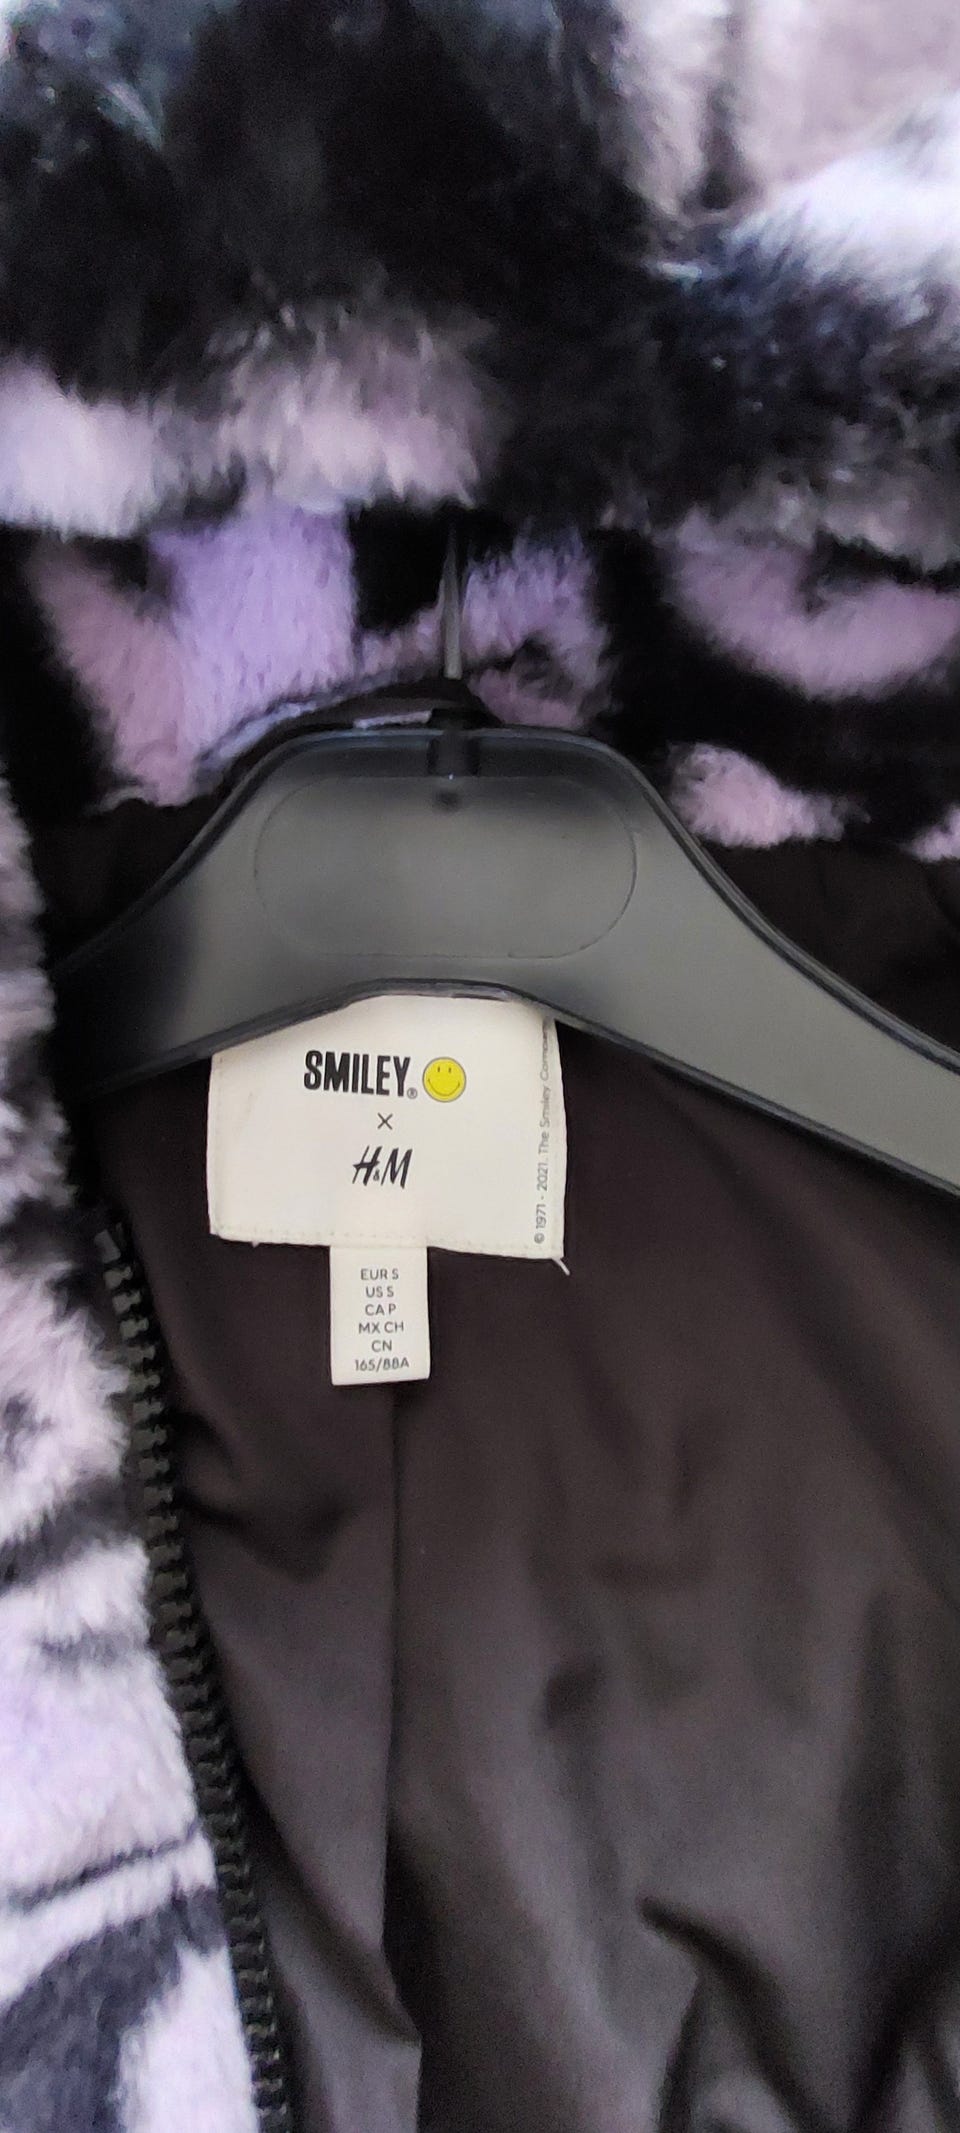 SMILEY®
×
H&M
© 1971 - 2021. The Smiley Company
EUR S
US S
CA P
MX CH
CN
165/88A